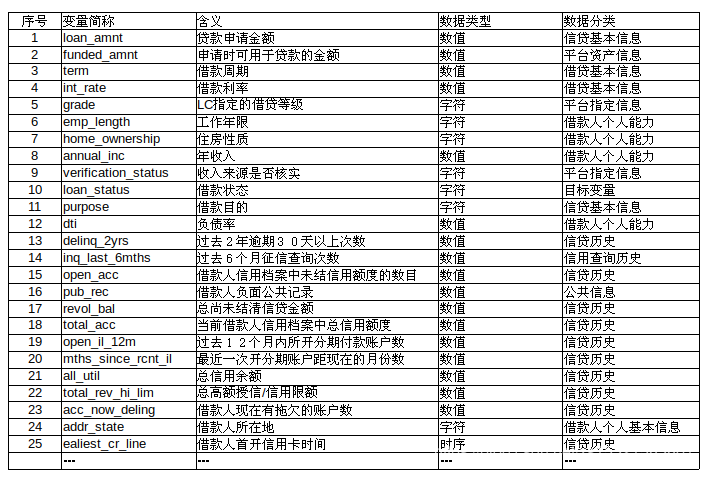 序号 变量简称 含义 数据类型 数据分类
1 loan_amnt 贷款申请金额 数值 信贷基本信息
2 funded_amnt 申请时可用于贷款的金额 数值 平台资产信息
3 term 借款周期 数值 借贷基本信息
4 int_rate 借款利率 数值 借贷基本信息
5 grade LC指定的借贷等级 字符 平台指定信息
6 emp_length 工作年限 字符 借款人个人能力
7 home_ownership 住房性质 字符 借款人个人能力
8 annual_inc 年收入 数值 借款人个人能力
9 verification_status 收入来源是否核实 字符 平台指定信息
10 loan_status 借款状态 字符 目标变量
11 purpose 借款目的 字符 信贷基本信息
12 dti 负债率 数值 借款人个人能力
13 delinq_2yrs 过去２年逾期３０天以上次数 数值 信贷历史
14 inq_last_6mths 过去６个月征信查询次数 数值 信用查询历史
15 open_acc 借款人信用档案中未结信用额度的数目 数值 信贷历史
16 pub_rec 借款人负面公共记录 数值 公共信息
17 revol_bal 总尚未结清信贷金额 数值 信贷历史
18 total_acc 当前借款人信用档案中总信用额度 数值 信贷历史
19 open_il_12m 过去１２个月内所开分期付款账户数 数值 信贷历史
20 mths_since_rcnt_il 最近一次开分期账户距现在的月份数 数值 信贷历史
21 all_util 总信用余额 数值 信贷历史
22 total_rev_hi_lim 总高额授信/信用限额 数值 信贷历史
23 acc_now_deling 借款人现在有拖欠的账户数 数值 信贷历史
24 addr_state 借款人所在地 字符 借款人个人基本信息
25 ealiest_cr_line 借款人首开信用卡时间 时序 信贷历史
--- --- --- ---